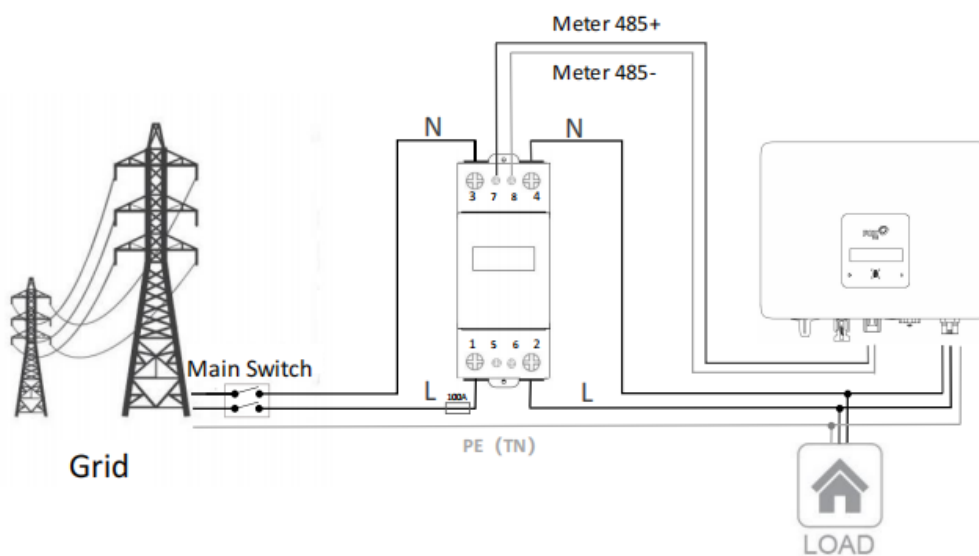 Meter 485+
Meter 485-
N
N
3 7 8 4
1 5 6 2
Main Switch
L
100A
L
PE (TN)
Grid
LOAD